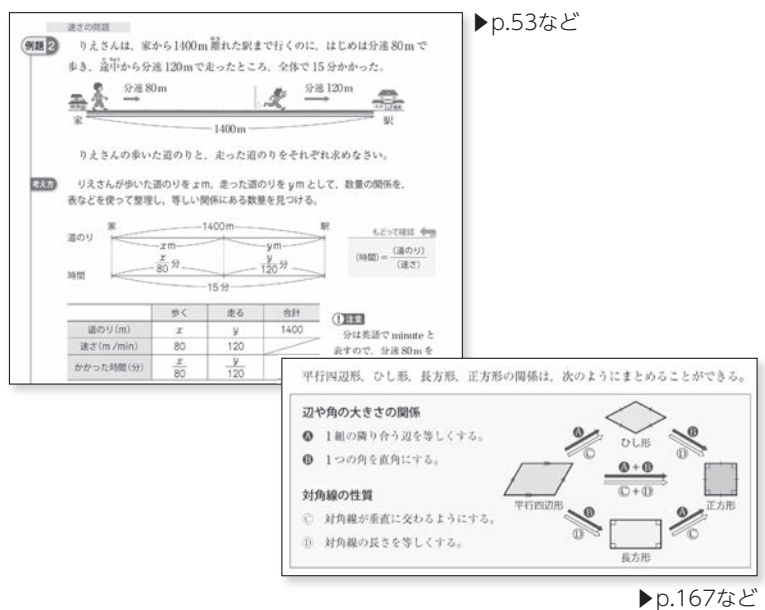 ▶p.53など
速さの問題
例題2 りえさんは，家から1400m離れた駅まで行くのに，はじめは分速80mで
歩き，途中から分速120mで走ったところ，全体で15分かかった。
分速80m
分速120m
家
駅
1400m
りえさんの歩いた道のりと，走った道のりをそれぞれ求めなさい。
考え方 りえさんが歩いた道のりをxm，走った道のりをymとして，数量の関係を，
表などを使って整理し，等しい関係にある数量を見つける。
家 1400m 駅
道のり xm ym
時間 x/80分 y/120分
15分
もどって確認
(時間)=(道のり)/(速さ)
歩く 走る 合計
道のり(m) x y 1400
速さ(m/min) 80 120
かかった時間(分) x/80 y/120
注意
分は英語でminuteと
表すので，分速80mを
平行四辺形，ひし形，長方形，正方形の関係は，次のようにまとめることができる。
辺や角の大きさの関係
Ⓐ 1組の隣り合う辺を等しくする。
Ⓑ 1つの角を直角にする。
対角線の性質
Ⓒ 対角線が垂直に交わるようにする。
Ⓓ 対角線の長さを等しくする。
Ⓐ Ⓒ
ひし形
Ⓑ Ⓓ
平行四辺形
Ⓐ+Ⓑ
Ⓒ+Ⓓ
正方形
Ⓑ Ⓓ
長方形
Ⓐ Ⓒ
▶p.167など